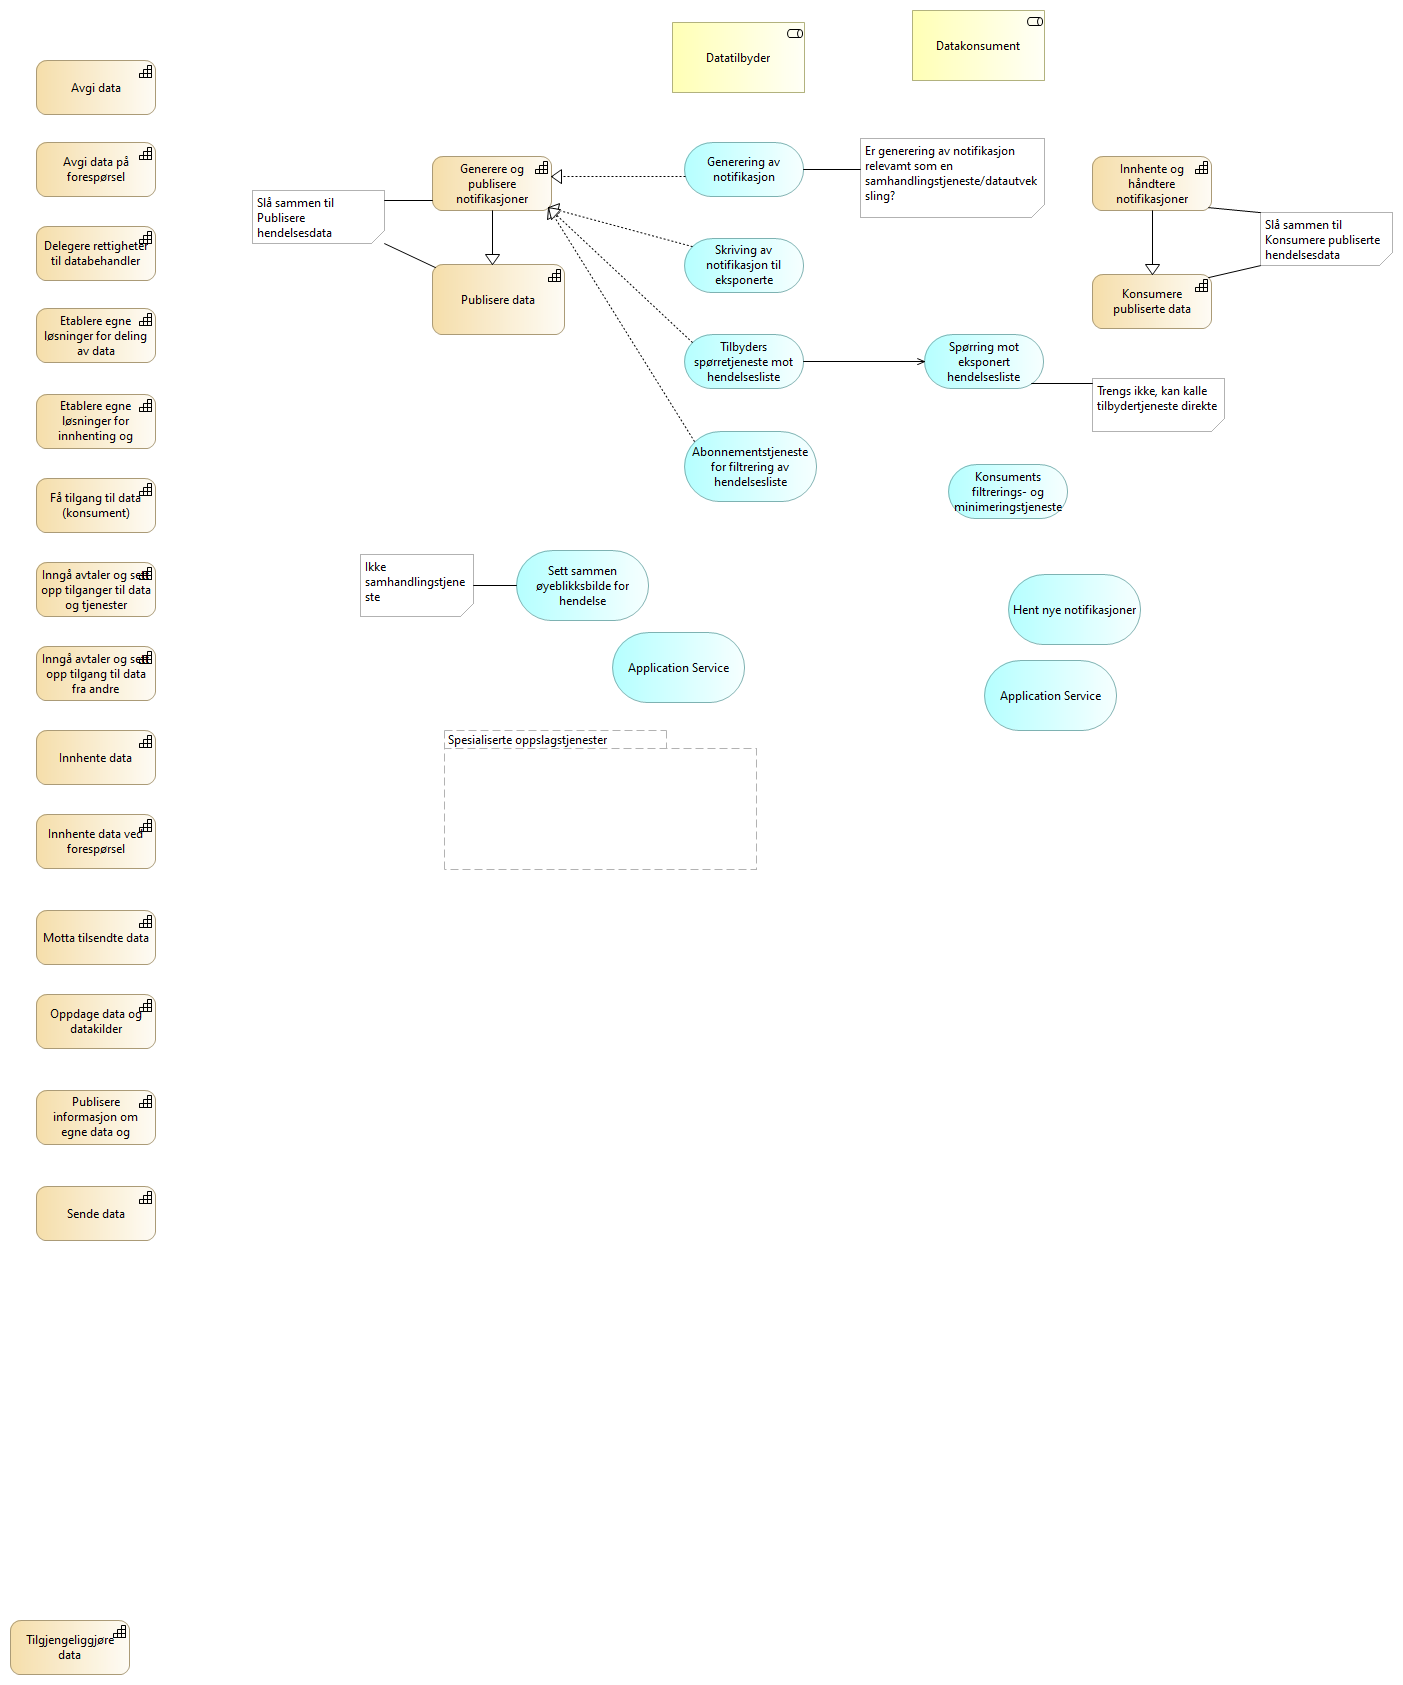 Datatilbyder
Datakonsument
Avgi data
Avgi data på
forespørsel
Delegere rettigheter
til databehandler
Etablere egne
løsninger for deling
av data
Etablere egne
løsninger for
innhenting og
Få tilgang til data
(konsument)
Inngå avtaler og sett
opp tilganger til data
og tjenester
Inngå avtaler og sett
opp tilgang til data
fra andre
Innhente data
Innhente data ved
forespørsel
Motta tilsendte data
Oppdage data og
datakilder
Publisere
informasjon om
egne data og
Sende data
Tilgjengeliggjøre
data
Slå sammen til
Publisere
hendelsesdata
Generere og
publisere
notifikasjoner
Publisere data
Generering av
notifikasjon
Er generering av notifikasjon
relevamt som en
samhandlingstjeneste/datautvek
sling?
Skriving av
notifikasjon til
eksponerte
Tilbyders
spørretjeneste mot
hendelsesliste
Spørring mot
eksponert
hendelsesliste
Abonnementstjeneste
for filtrering av
hendelsesliste
Innhente og
håndtere
notifikasjoner
Slå sammen til
Konsumere publiserte
hendelsesdata
Konsumere
publiserte data
Trengs ikke, kan kalle
tilbydertjeneste direkte
Konsuments
filtrerings- og
minimeringstjeneste
Ikke
samhandlingstjene
ste
Sett sammen
øyeblikksbilde for
hendelse
Hent nye notifikasjoner
Application Service
Application Service
Spesialiserte oppslagstjenester